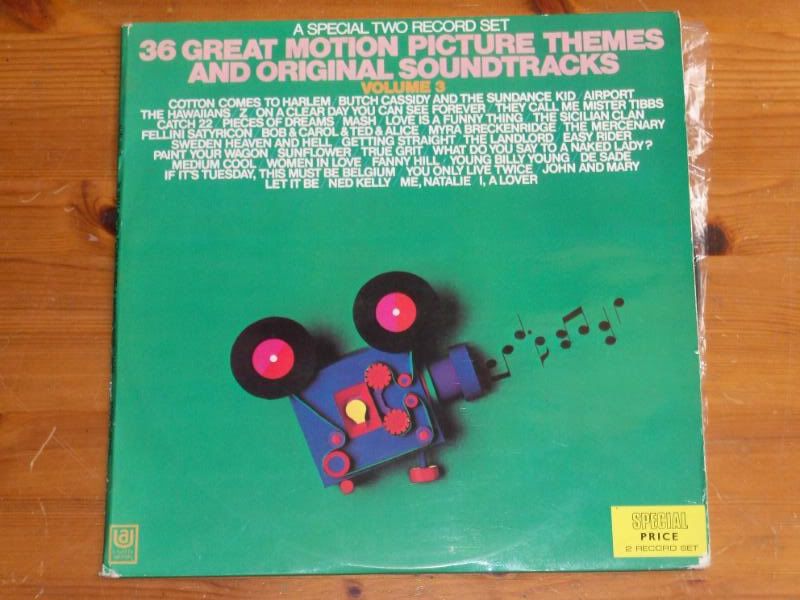 A SPECIAL TWO RECORD SET
36 GREAT MOTION PICTURE THEMES
AND ORIGINAL SOUNDTRACKS
VOLUME 3
COTTON COMES TO HARLEM / BUTCH CASSIDY AND THE SUNDANCE KID / AIRPORT
THE HAWAIIANS / Z / ON A CLEAR DAY YOU CAN SEE FOREVER / THEY CALL ME MISTER TIBBS
CATCH 22 / PIECES OF DREAMS / MASH / LOVE IS A FUNNY THING / THE SICILIAN CLAN
FELLINI SATYRICON / BOB & CAROL & TED & ALICE / MYRA BRECKENRIDGE / THE MERCENARY
SWEDEN HEAVEN AND HELL / GETTING STRAIGHT / THE LANDLORD / EASY RIDER
PAINT YOUR WAGON / SUNFLOWER / TRUE GRIT / WHAT DO YOU SAY TO A NAKED LADY?
MEDIUM COOL / WOMEN IN LOVE / FANNY HILL / YOUNG BILLY YOUNG / DE SADE
IF IT'S TUESDAY, THIS MUST BE BELGIUM / YOU ONLY LIVE TWICE / JOHN AND MARY
LET IT BE / NED KELLY / ME, NATALIE / I, A LOVER
UA
UNITED ARTISTS
SPECIAL
PRICE
2 RECORD SET